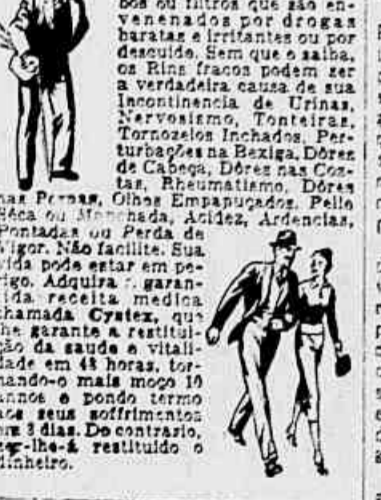 bos ou filtros que são en-
venenados por drogas
baratas e irritantes ou por
descuido. Sem que o saiba,
os Rins fracos podem ser
a verdadeira causa de sua
Incontinencia de Urinas,
Nervosismo, Tonteiras,
Tornozelos Inchados, Per-
turbações na Bexiga, Dôres
de Cabeça, Dôres nas Cos-
tas, Rheumatismo, Dôres
nas Pernas, Olhos Empapuçados, Pelle
Sêca ou Manchada, Acidez, Ardencias,
Pontadas ou Perda de
Vigor. Não facilite. Sua
vida pode estar em pe-
rigo. Adquira a garan-
tida receita medica
chamada Cystex, que
lhe garante a restitui-
ção da saude e vitali-
dade em 48 horas, tor-
nando-o mais moço 10
annos e pondo termo
aos seus soffrimentos
em 8 dias. Do contrario,
ser-lhe-á restituido o
dinheiro.